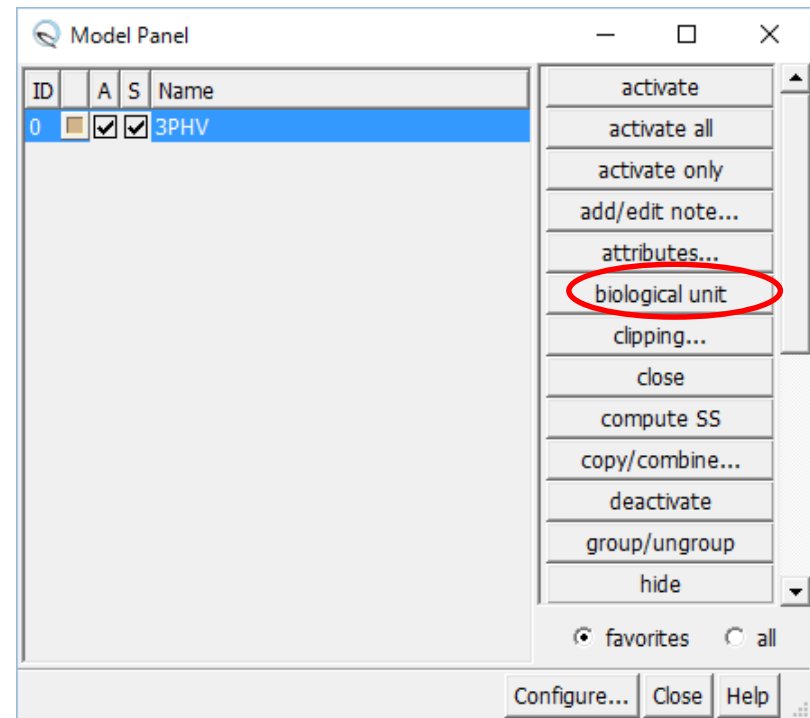 Model Panel
ID A S Name
0 3PHV
activate
activate all
activate only
add/edit note...
attributes...
biological unit
clipping...
close
compute SS
copy/combine...
deactivate
group/ungroup
hide
favorites all
Configure... Close Help